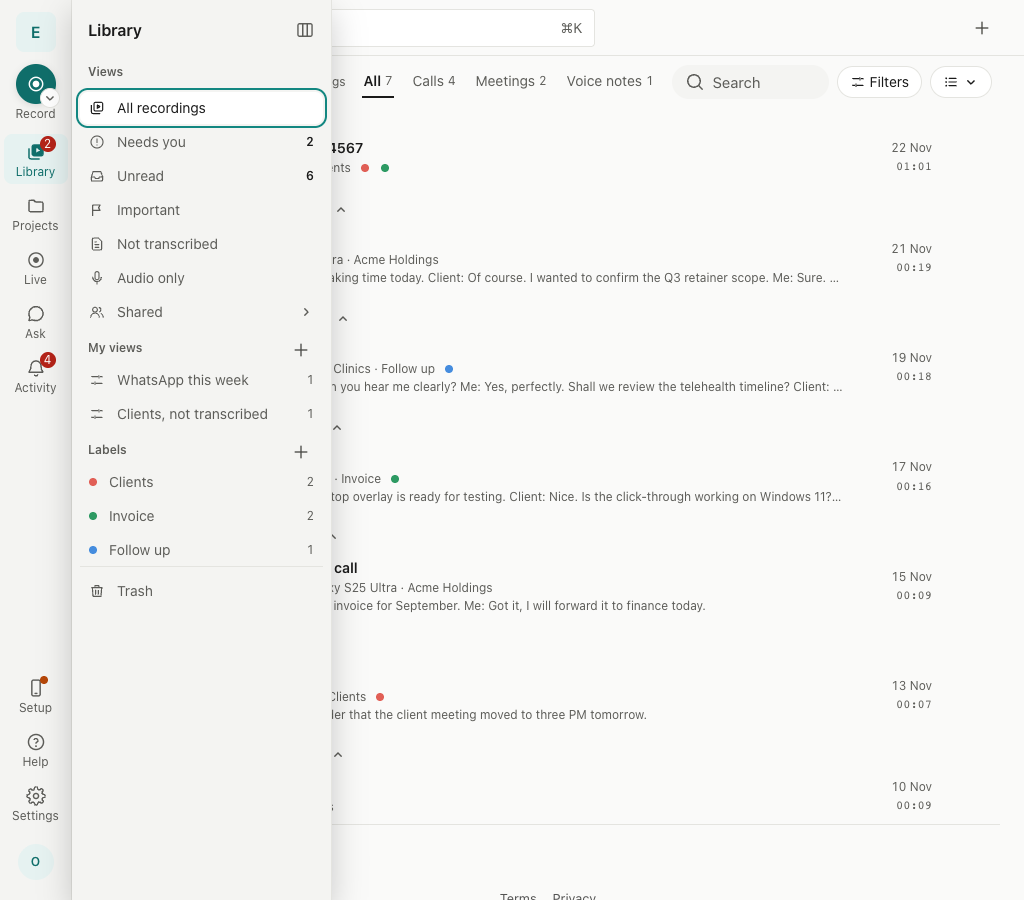 E
Record
2
Library
Projects
Live
Ask
4
Activity
Setup
Help
Settings
O
Library
Views
All recordings
Needs you 2
Unread 6
Important
Not transcribed
Audio only
Shared
My views
WhatsApp this week 1
Clients, not transcribed 1
Labels
Clients 2
Invoice 2
Follow up 1
Trash
⌘K
All 7 Calls 4 Meetings 2 Voice notes 1 Search Filters
4567 22 Nov
01:01
21 Nov
· Acme Holdings 00:19
aking time today. Client: Of course. I wanted to confirm the Q3 retainer scope. Me: Sure. ...
19 Nov
Clinics · Follow up 00:18
you hear me clearly? Me: Yes, perfectly. Shall we review the telehealth timeline? Client: ...
17 Nov
· Invoice 00:16
top overlay is ready for testing. Client: Nice. Is the click-through working on Windows 11?...
call 15 Nov
y S25 Ultra · Acme Holdings 00:09
invoice for September. Me: Got it, I will forward it to finance today.
13 Nov
Clients 00:07
der that the client meeting moved to three PM tomorrow.
10 Nov
00:09
Terms Privacy